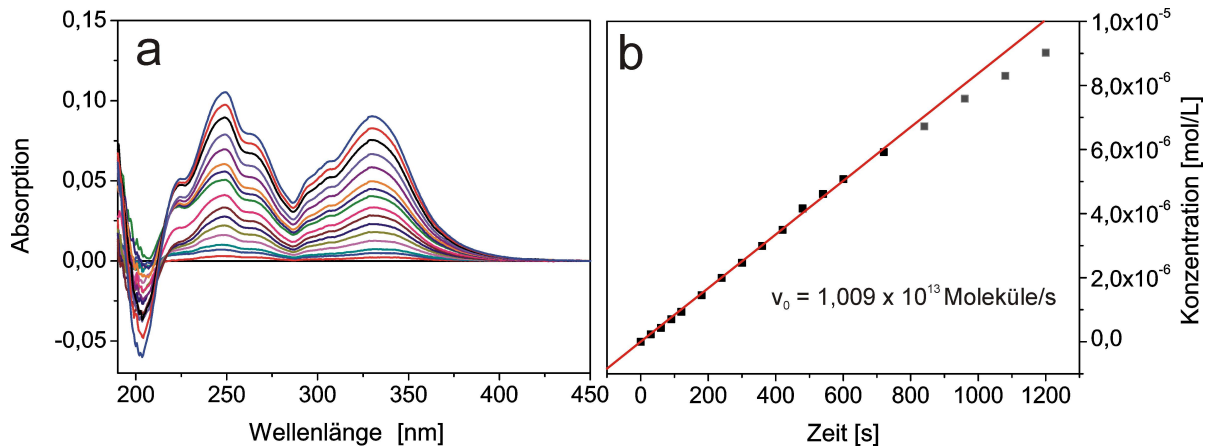 a
0,15
0,10
0,05
0,00
-0,05
Absorption
200
250
300
350
400
450
Wellenlänge [nm]
b
1,0x10⁻⁵
8,0x10⁻⁶
6,0x10⁻⁶
4,0x10⁻⁶
2,0x10⁻⁶
0,0
Konzentration [mol/L]
v₀ = 1,009 x 10¹³ Moleküle/s
0
200
400
600
800
1000
1200
Zeit [s]